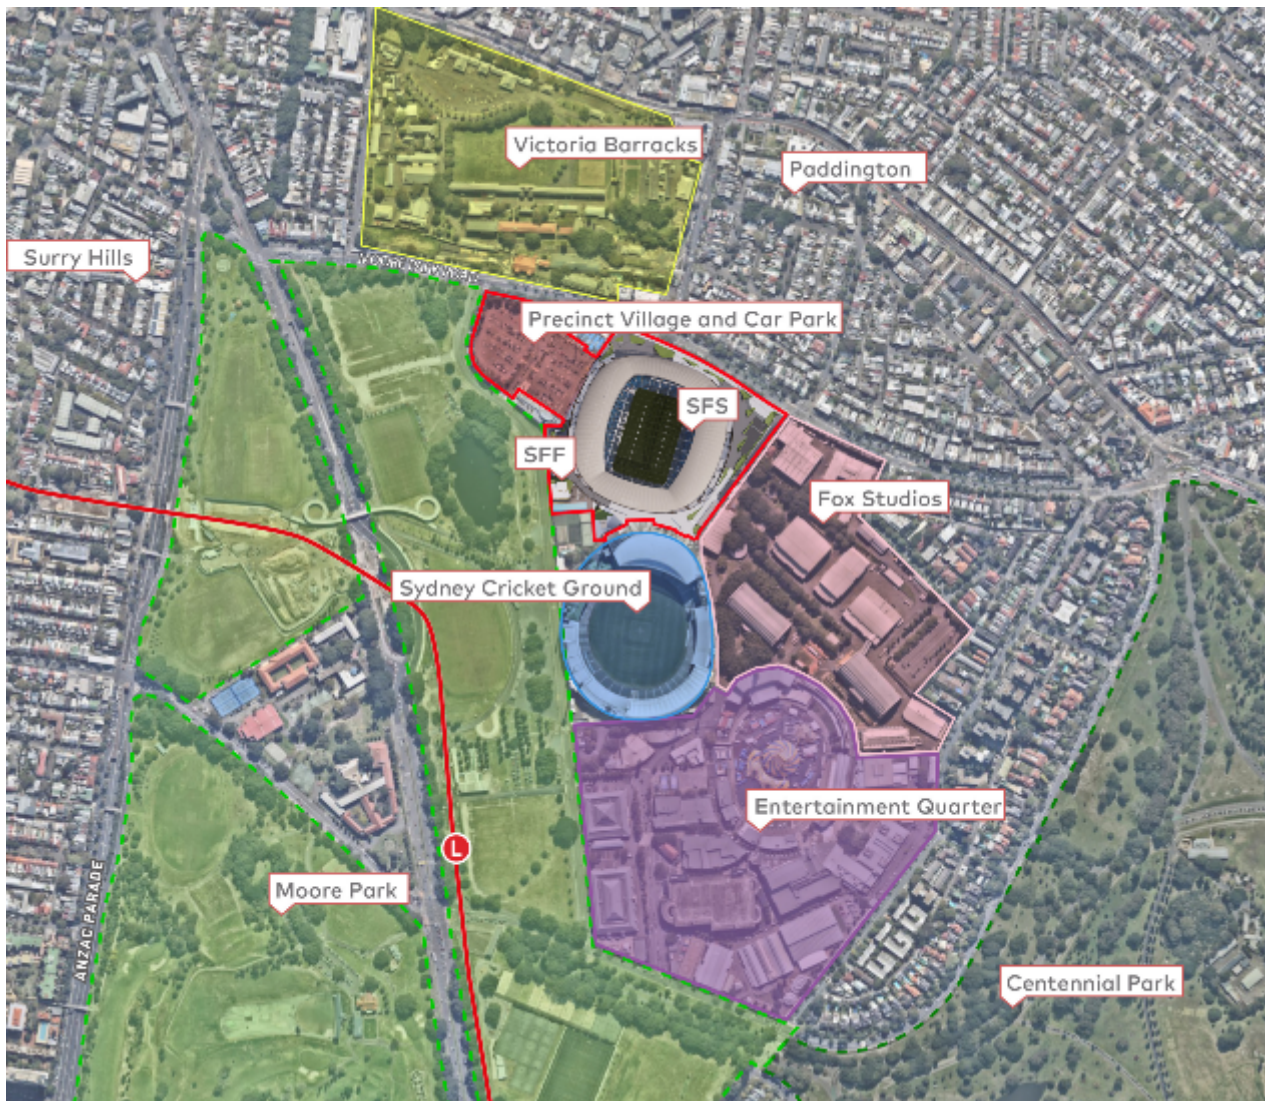 Victoria Barracks
Paddington
Surry Hills
Precinct Village and Car Park
SFS
SFF
Fox Studios
Sydney Cricket Ground
Entertainment Quarter
L
Moore Park
ANZAC PARADE
Centennial Park